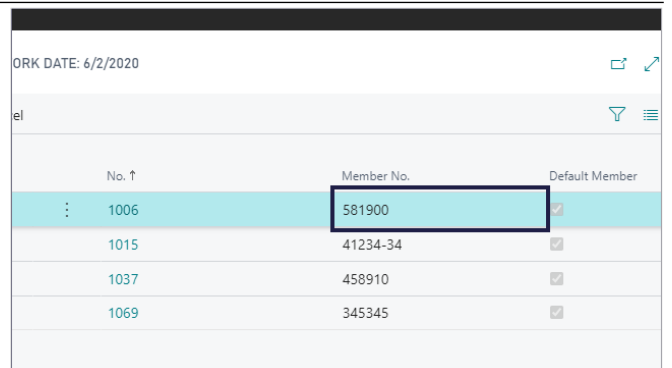 ORK DATE: 6/2/2020
el
No. ↑ Member No. Default Member
1006 581900
1015 41234-34
1037 458910
1069 345345